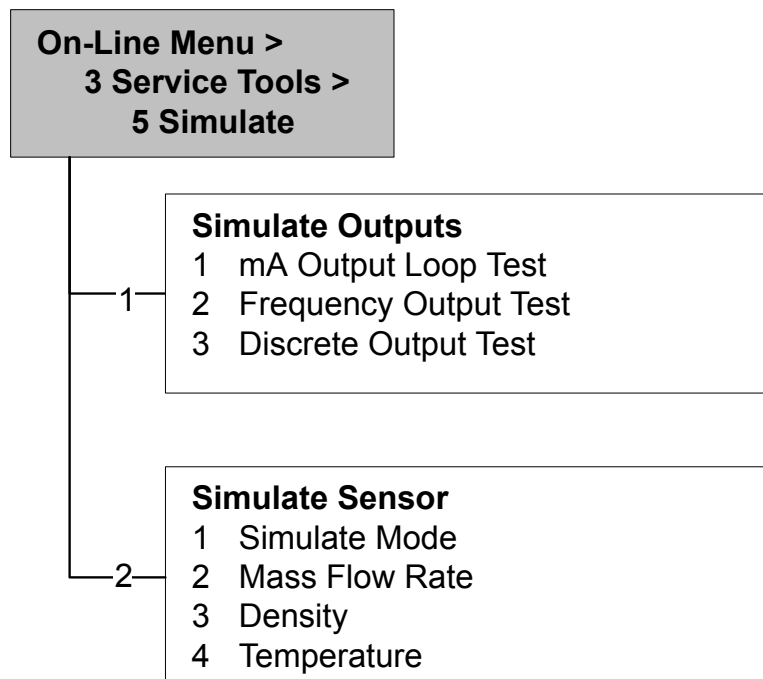 On-Line Menu >
3 Service Tools >
5 Simulate
1
Simulate Outputs
1 mA Output Loop Test
2 Frequency Output Test
3 Discrete Output Test
2
Simulate Sensor
1 Simulate Mode
2 Mass Flow Rate
3 Density
4 Temperature